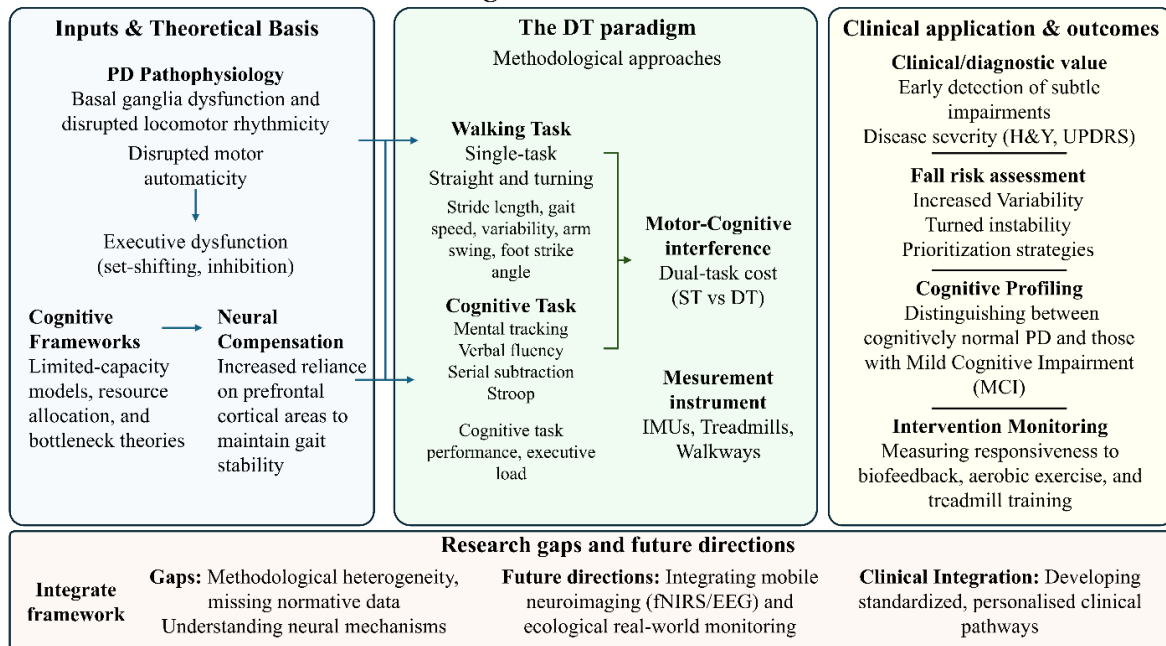 Inputs & Theoretical Basis
PD Pathophysiology
Basal ganglia dysfunction and
disrupted locomotor rhythmicity
Disrupted motor
automaticity
Executive dysfunction
(set-shifting, inhibition)
Cognitive
Frameworks
Limited-capacity
models, resource
allocation, and
bottleneck theories
Neural
Compensation
Increased reliance
on prefrontal
cortical areas to
maintain gait
stability
The DT paradigm
Methodological approaches
Walking Task
Single-task
Straight and turning
Stride length, gait
speed, variability, arm
swing, foot strike
angle
Cognitive Task
Mental tracking
Verbal fluency
Serial subtraction
Stroop
Cognitive task
performance, executive
load
Motor-Cognitive
interference
Dual-task cost
(ST vs DT)
Mesurement
instrument
IMUs, Treadmills,
Walkways
Clinical application & outcomes
Clinical/diagnostic value
Early detection of subtle
impairments
Disease severity (H&Y, UPDRS)
Fall risk assessment
Increased Variability
Turned instability
Prioritization strategies
Cognitive Profiling
Distinguishing between
cognitively normal PD and those
with Mild Cognitive Impairment
(MCI)
Intervention Monitoring
Measuring responsiveness to
biofeedback, aerobic exercise, and
treadmill training
Research gaps and future directions
Integrate
framework
Gaps: Methodological heterogeneity,
missing normative data
Understanding neural mechanisms
Future directions: Integrating mobile
neuroimaging (fNIRS/EEG) and
ecological real-world monitoring
Clinical Integration: Developing
standardized, personalised clinical
pathways